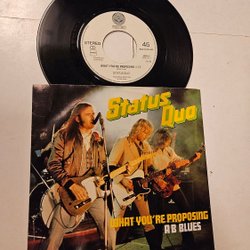 STEREO
45
WHAT YOU'RE PROPOSING
Status
Quo
WHAT YOU'RE PROPOSING
A B BLUES